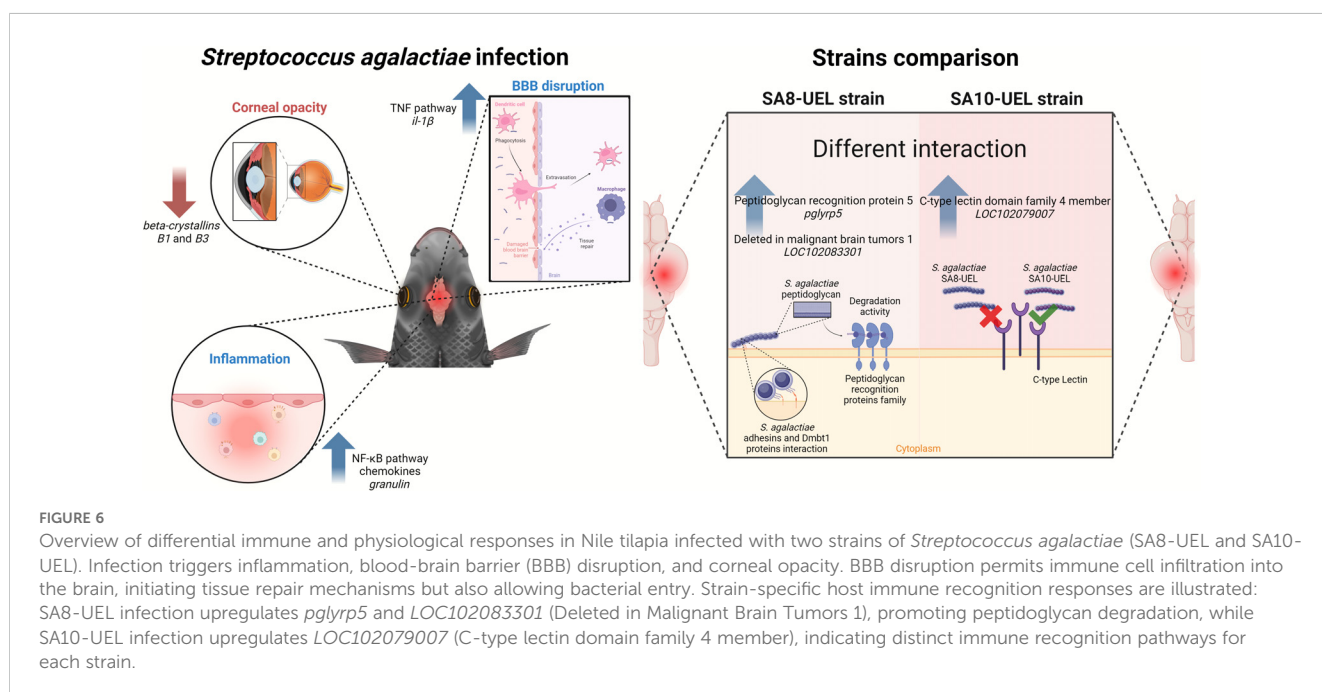 Streptococcus agalactiae infection
Corneal opacity
beta-crystallins
B1 and B3
TNF pathway
il-1β
BBB disruption
Dendritic cell
Phagocytosis
Extravasation
Macrophage
Tissue
repair
Damaged
blood brain
barrier
Brain
Inflammation
NF-κB pathway
chemokines
granulin
Strains comparison
SA8-UEL strain
SA10-UEL strain
Different interaction
Peptidoglycan recognition protein 5
pglyrp5
Deleted in malignant brain tumors 1
LOC102083301
S. agalactiae
peptidoglycan
Degradation
activity
Peptidoglycan
recognition
proteins family
S. agalactiae
adhesins and Dmbt1
proteins interaction
C-type lectin domain family 4 member
LOC102079007
S. agalactiae
SA8-UEL
S. agalactiae
SA10-UEL
C-type Lectin
Cytoplasm
FIGURE 6
Overview of differential immune and physiological responses in Nile tilapia infected with two strains of Streptococcus agalactiae (SA8-UEL and SA10-
UEL). Infection triggers inflammation, blood-brain barrier (BBB) disruption, and corneal opacity. BBB disruption permits immune cell infiltration into
the brain, initiating tissue repair mechanisms but also allowing bacterial entry. Strain-specific host immune recognition responses are illustrated:
SA8-UEL infection upregulates pglyrp5 and LOC102083301 (Deleted in Malignant Brain Tumors 1), promoting peptidoglycan degradation, while
SA10-UEL infection upregulates LOC102079007 (C-type lectin domain family 4 member), indicating distinct immune recognition pathways for
each strain.